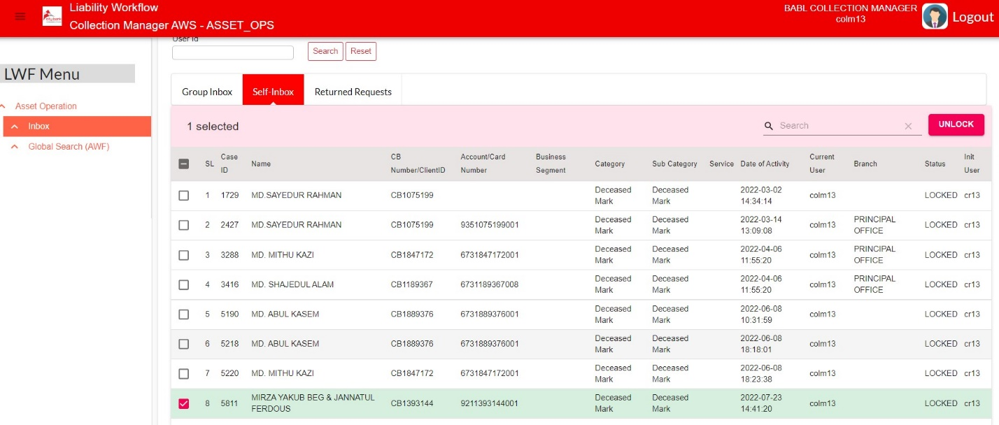 Liability Workflow
Collection Manager AWS - ASSET_OPS
BABL COLLECTION MANAGER
colm13
Logout
city bank
User Id
Search Reset
LWF Menu
Asset Operation
Inbox
Global Search (AWF)
Group Inbox Self-Inbox Returned Requests
1 selected
Search
UNLOCK
SL Case ID Name CB Number/ClientID Account/Card Number Business Segment Category Sub Category Service Date of Activity Current User Branch Status Init User
1 1729 MD.SAYEDUR RAHMAN CB1075199 Deceased Mark Deceased Mark 2022-03-02 14:34:14 colm13 LOCKED cr13
2 2427 MD.SAYEDUR RAHMAN CB1075199 9351075199001 Deceased Mark Deceased Mark 2022-03-14 13:09:08 colm13 PRINCIPAL OFFICE LOCKED cr13
3 3288 MD. MITHU KAZI CB1847172 6731847172001 Deceased Mark Deceased Mark 2022-04-06 11:55:20 colm13 PRINCIPAL OFFICE LOCKED cr13
4 3416 MD. SHAJEDUL ALAM CB1189367 6731189367008 Deceased Mark Deceased Mark 2022-04-06 11:55:20 colm13 PRINCIPAL OFFICE LOCKED cr13
5 5190 MD. ABUL KASEM CB1889376 6731889376001 Deceased Mark Deceased Mark 2022-06-08 10:31:59 colm13 LOCKED cr13
6 5218 MD. ABUL KASEM CB1889376 6731889376001 Deceased Mark Deceased Mark 2022-06-08 18:18:01 colm13 LOCKED cr13
7 5220 MD. MITHU KAZI CB1847172 6731847172001 Deceased Mark Deceased Mark 2022-06-08 18:23:38 colm13 LOCKED cr13
8 5811 MIRZA YAKUB BEG & JANNATUL FERDOUS CB1393144 9211393144001 Deceased Mark Deceased Mark 2022-07-23 14:41:20 colm13 LOCKED cr13